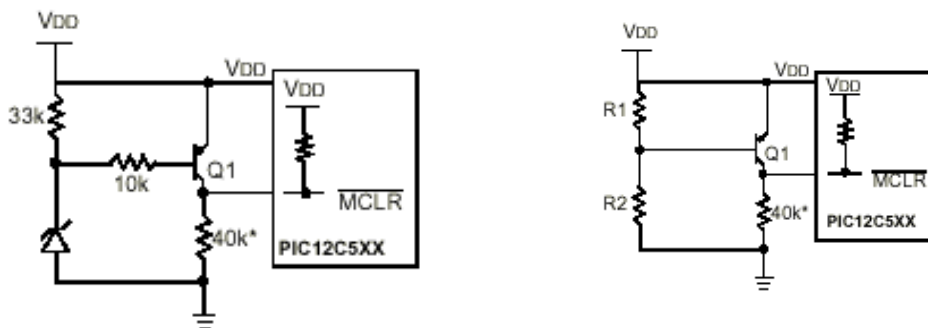 VDD
VDD
VDD
33k
10k
Q1
MCLR
40k*
PIC12C5XX
VDD
VDD
VDD
R1
Q1
MCLR
R2
40k*
PIC12C5XX